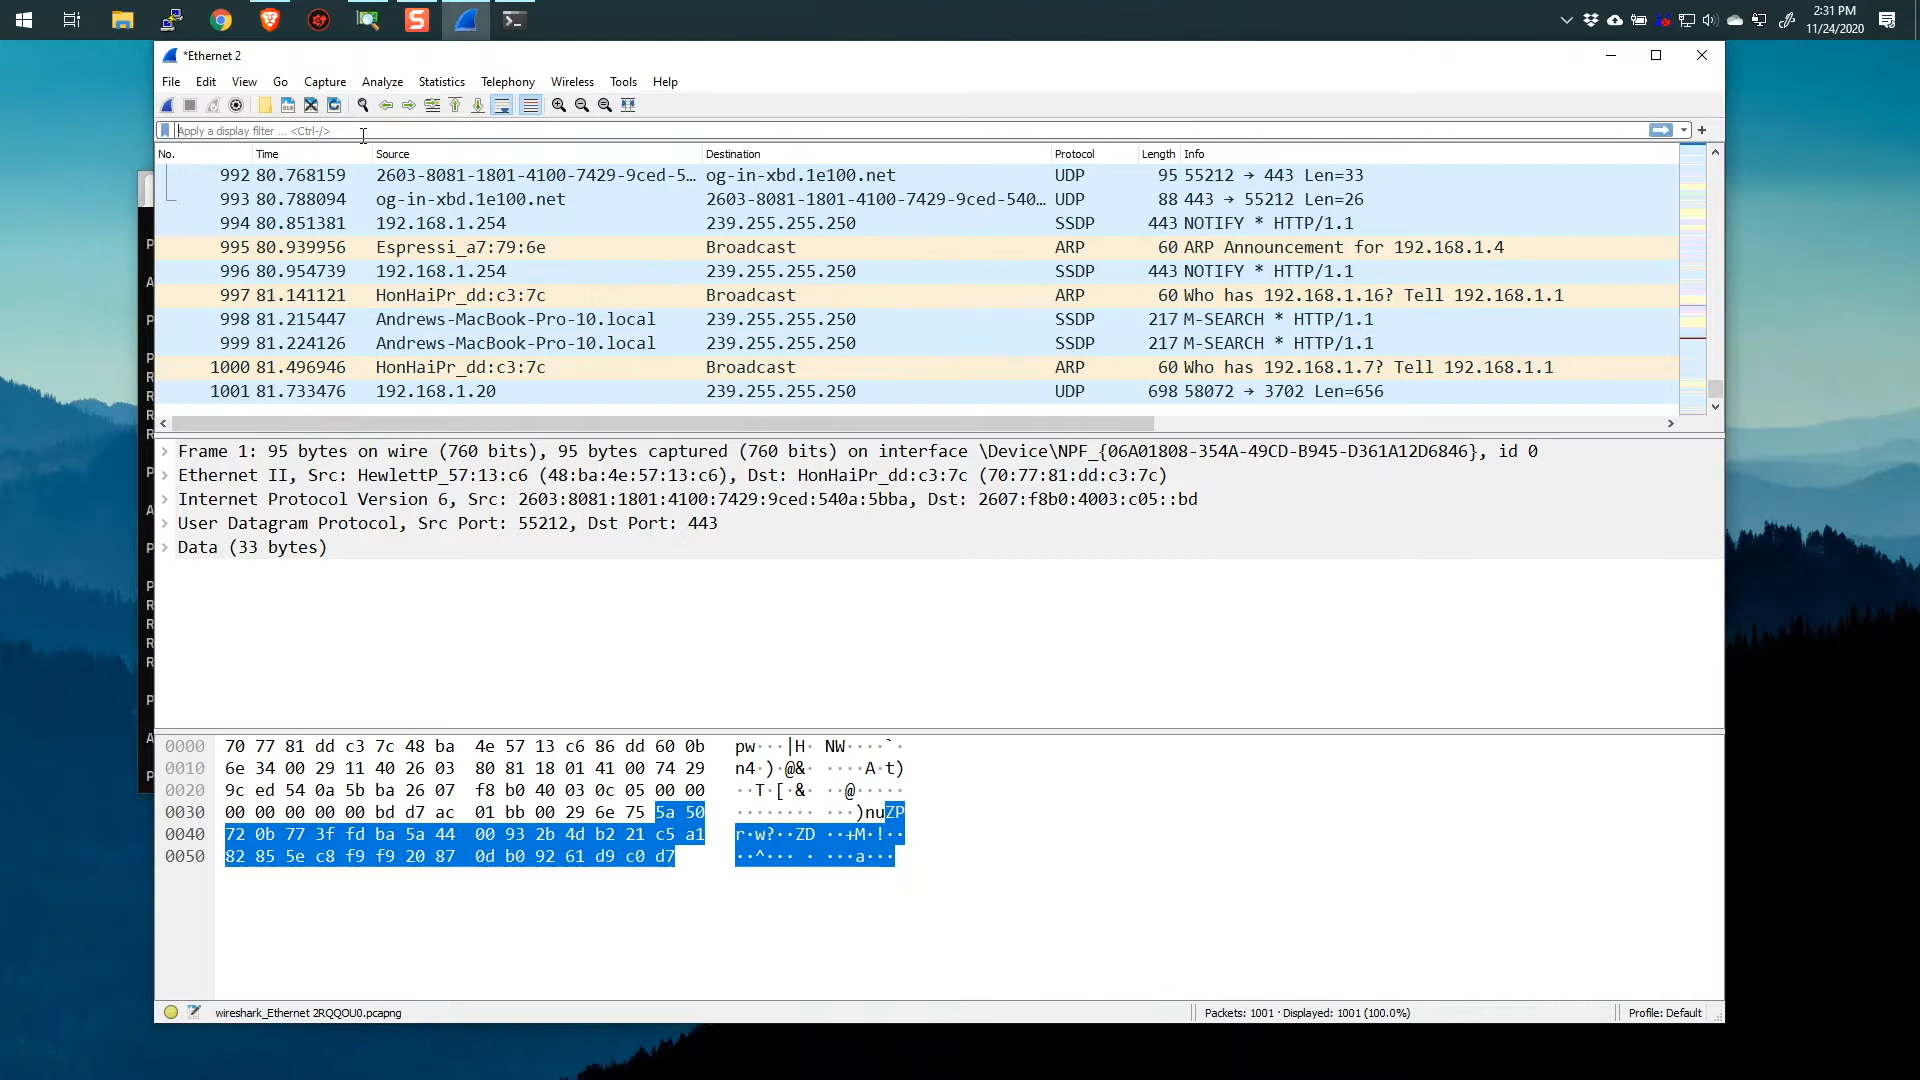 2:31 PM
11/24/2020
*Ethernet 2
File Edit View Go Capture Analyze Statistics Telephony Wireless Tools Help
Apply a display filter ... <Ctrl-/>
No. Time Source Destination Protocol Length Info
992 80.768159 2603-8081-1801-4100-7429-9ced-5... og-in-xbd.1e100.net UDP 95 55212 → 443 Len=33
993 80.788094 og-in-xbd.1e100.net 2603-8081-1801-4100-7429-9ced-540... UDP 88 443 → 55212 Len=26
994 80.851381 192.168.1.254 239.255.255.250 SSDP 443 NOTIFY * HTTP/1.1
995 80.939956 Espressi_a7:79:6e Broadcast ARP 60 ARP Announcement for 192.168.1.4
996 80.954739 192.168.1.254 239.255.255.250 SSDP 443 NOTIFY * HTTP/1.1
997 81.141121 HonHaiPr_dd:c3:7c Broadcast ARP 60 Who has 192.168.1.16? Tell 192.168.1.1
998 81.215447 Andrews-MacBook-Pro-10.local 239.255.255.250 SSDP 217 M-SEARCH * HTTP/1.1
999 81.224126 Andrews-MacBook-Pro-10.local 239.255.255.250 SSDP 217 M-SEARCH * HTTP/1.1
1000 81.496946 HonHaiPr_dd:c3:7c Broadcast ARP 60 Who has 192.168.1.7? Tell 192.168.1.1
1001 81.733476 192.168.1.20 239.255.255.250 UDP 698 58072 → 3702 Len=656
Frame 1: 95 bytes on wire (760 bits), 95 bytes captured (760 bits) on interface \Device\NPF_{06A01808-354A-49CD-B945-D361A12D6846}, id 0
Ethernet II, Src: HewlettP_57:13:c6 (48:ba:4e:57:13:c6), Dst: HonHaiPr_dd:c3:7c (70:77:81:dd:c3:7c)
Internet Protocol Version 6, Src: 2603:8081:1801:4100:7429:9ced:540a:5bba, Dst: 2607:f8b0:4003:c05::bd
User Datagram Protocol, Src Port: 55212, Dst Port: 443
Data (33 bytes)
0000 70 77 81 dd c3 7c 48 ba 4e 57 13 c6 86 dd 60 0b pw···|H· NW····`·
0010 6e 34 00 29 11 40 26 03 80 81 18 01 41 00 74 29 n4·)·@&· ····A·t)
0020 9c ed 54 0a 5b ba 26 07 f8 b0 40 03 0c 05 00 00 ··T·[·&· ··@·····
0030 00 00 00 00 00 bd d7 ac 01 bb 00 29 6e 75 5a 50 ········ ···)nuZP
0040 72 0b 77 3f fd ba 5a 44 00 93 2b 4d b2 21 c5 a1 r·w?··ZD ··+M·!··
0050 82 85 5e c8 f9 f9 20 87 0d b0 92 61 d9 c0 d7 ··^··· · ···a···
wireshark_Ethernet 2RQQOU0.pcapng
Packets: 1001 · Displayed: 1001 (100.0%)
Profile: Default